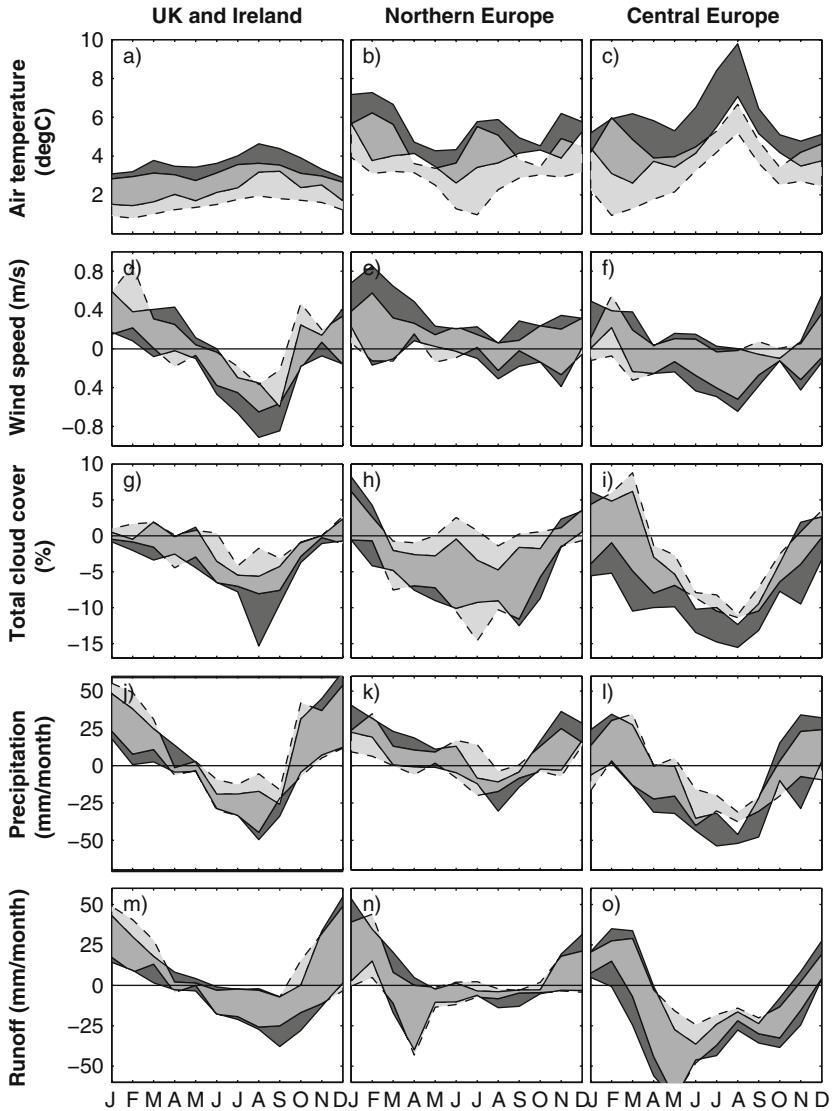 UK and Ireland Northern Europe Central Europe
Air temperature
(degC)
10
8
6
4
2
a) b) c)
Wind speed (m/s)
0.8
0.4
0
0.4
−0.8
d) e) f)
Total cloud cover
(%)
10
5
0
−5
−10
−15
g) h) i)
Precipitation
(mm/month)
50
25
0
−25
−50
j) k) l)
Runoff (mm/month)
50
25
0
−25
−50
m) n) o)
J F M A M J J A S O N D J F M A M J J A S O N D J F M A M J J A S O N D